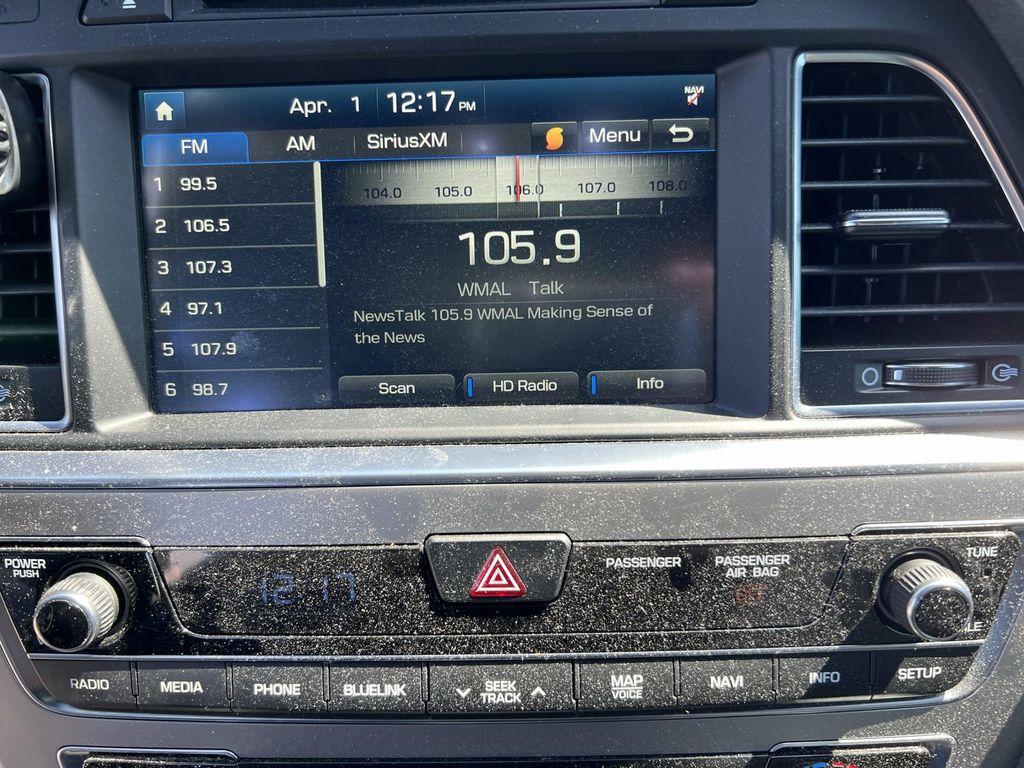 Apr. 1 12:17 PM NAVI
FM AM SiriusXM Menu
1 99.5
2 106.5
3 107.3
4 97.1
5 107.9
6 98.7
104.0 105.0 106.0 107.0 108.0
105.9
WMAL Talk
NewsTalk 105.9 WMAL Making Sense of
the News
Scan HD Radio Info
POWER
PUSH
12:17
PASSENGER
PASSENGER
AIR BAG
OFF
TUNE
RADIO MEDIA PHONE BLUELINK SEEK
TRACK MAP
VOICE NAVI INFO SETUP